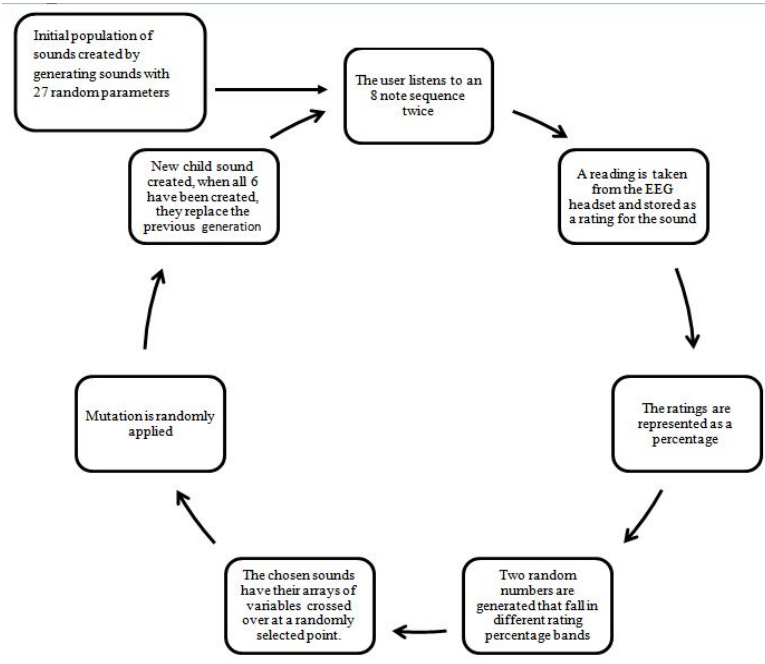 Initial population of
sounds created by
generating sounds with
27 random parameters
The user listens to an
8 note sequence
twice
A reading is taken
from the EEG
headset and stored as
a rating for the sound
The ratings are
represented as a
percentage
Two random
numbers are
generated that fall in
different rating
percentage bands
The chosen sounds
have their arrays of
variables crossed
over at a randomly
selected point.
Mutation is randomly
applied
New child sound
created, when all 6
have been created,
they replace the
previous generation